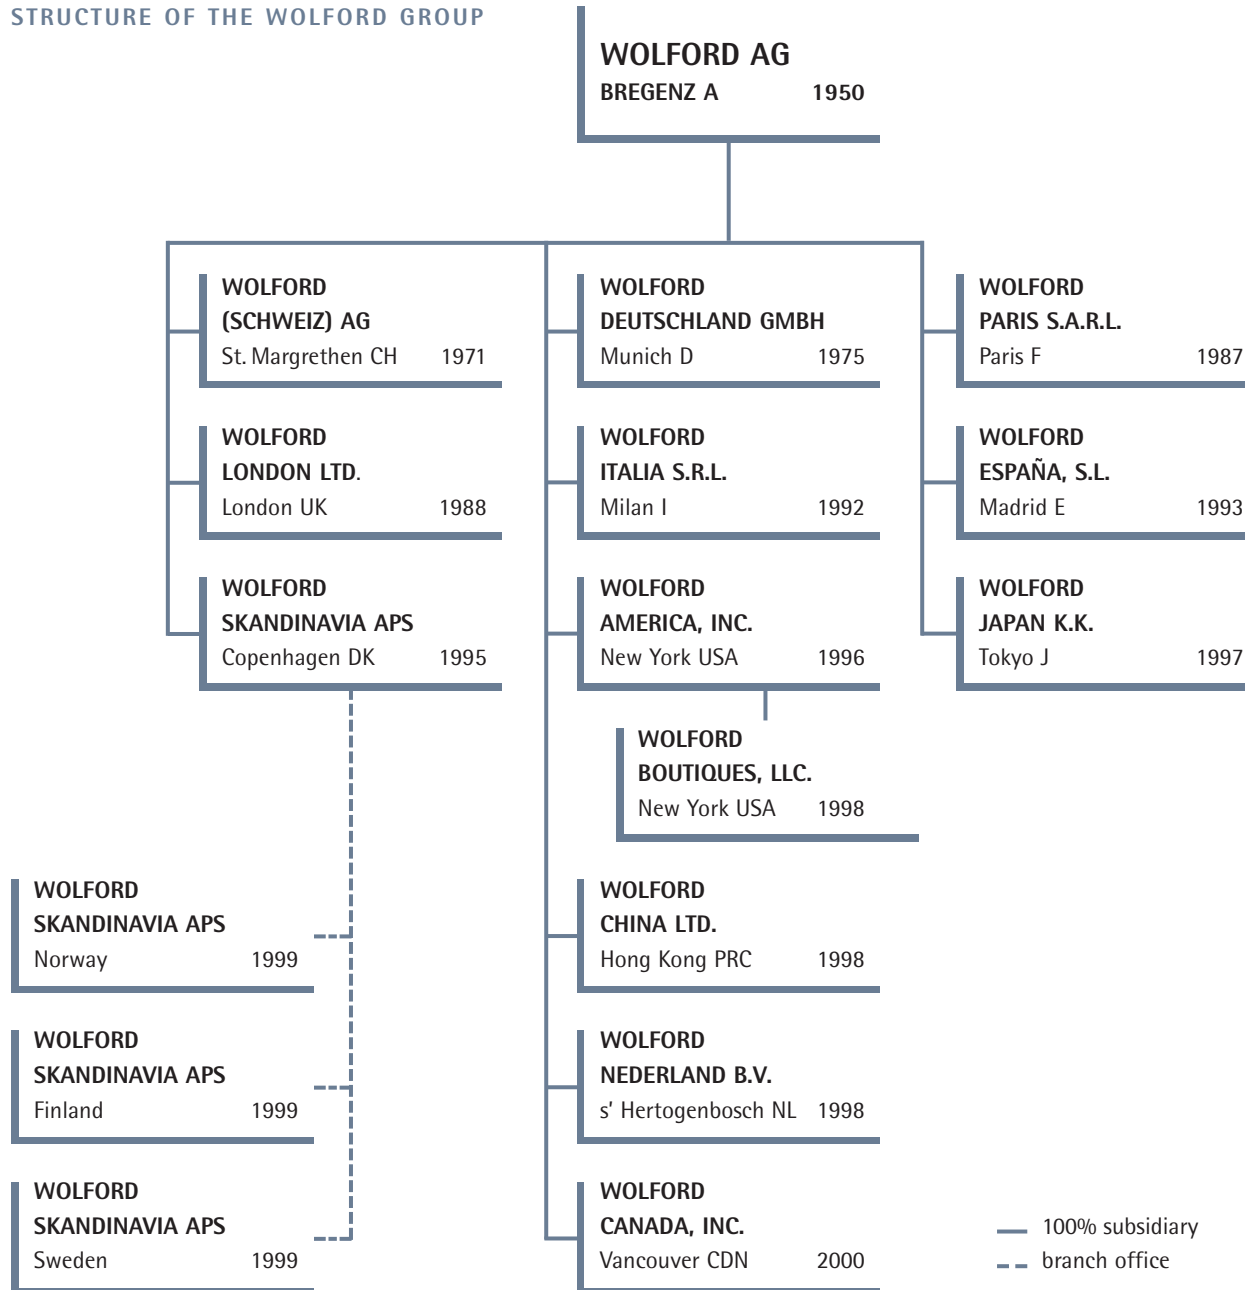 STRUCTURE OF THE WOLFORD GROUP
WOLFORD AG
BREGENZ A 1950
WOLFORD
(SCHWEIZ) AG
St. Margrethen CH 1971
WOLFORD
DEUTSCHLAND GMBH
Munich D 1975
WOLFORD
PARIS S.A.R.L.
Paris F 1987
WOLFORD
LONDON LTD.
London UK 1988
WOLFORD
ITALIA S.R.L.
Milan I 1992
WOLFORD
ESPAÑA, S.L.
Madrid E 1993
WOLFORD
SKANDINAVIA APS
Copenhagen DK 1995
WOLFORD
AMERICA, INC.
New York USA 1996
WOLFORD
JAPAN K.K.
Tokyo J 1997
WOLFORD
BOUTIQUES, LLC.
New York USA 1998
WOLFORD
SKANDINAVIA APS
Norway 1999
WOLFORD
CHINA LTD.
Hong Kong PRC 1998
WOLFORD
SKANDINAVIA APS
Finland 1999
WOLFORD
NEDERLAND B.V.
s' Hertogenbosch NL 1998
WOLFORD
SKANDINAVIA APS
Sweden 1999
WOLFORD
CANADA, INC.
Vancouver CDN 2000
100% subsidiary
branch office